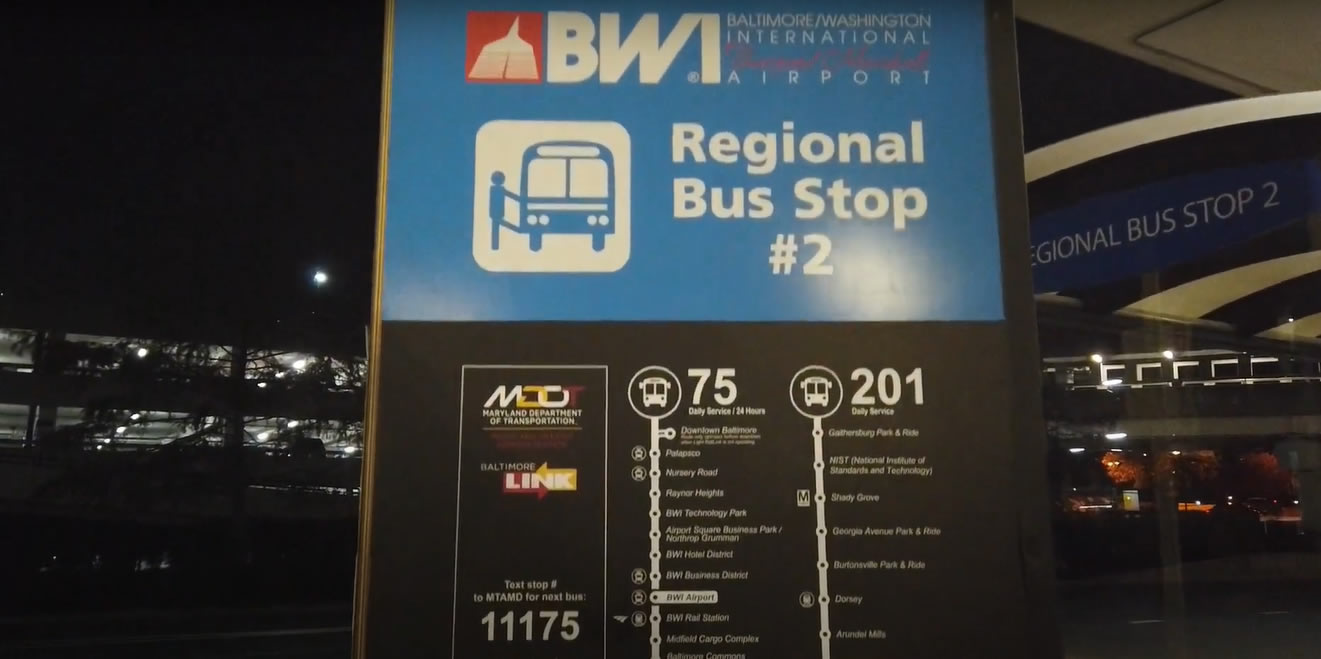 BWI ® BALTIMORE/WASHINGTON
INTERNATIONAL
Thurgood Marshall
AIRPORT
Regional
Bus Stop
#2
REGIONAL BUS STOP 2
MDOT
MARYLAND DEPARTMENT
OF TRANSPORTATION.
BALTIMORE
LINK
Text stop #
to MTAMD for next bus:
11175
75
Daily Service / 24 Hours
Downtown Baltimore
Patapsco
Nursery Road
Raynor Heights
BWI Technology Park
Airport Square Business Park /
Northrop Grumman
BWI Hotel District
BWI Business District
BWI Airport
BWI Rail Station
Midfield Cargo Complex
Baltimore Commons
201
Daily Service
Gaithersburg Park & Ride
NIST (National Institute of
Standards and Technology)
M Shady Grove
Georgia Avenue Park & Ride
Burtonsville Park & Ride
Dorsey
Arundel Mills